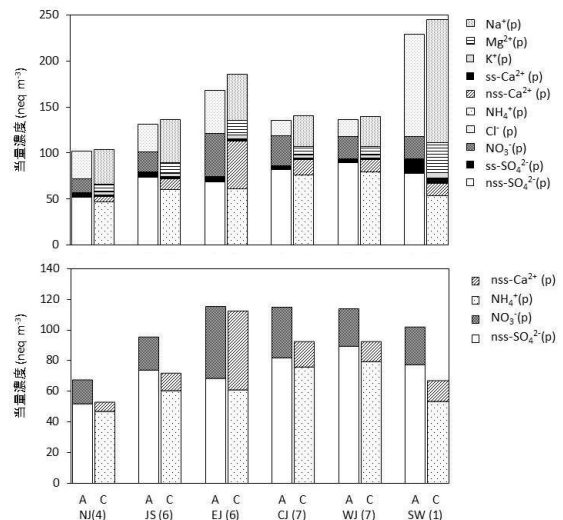 250
200
150
100
50
0
当量濃度 (neq m⁻³)
Na⁺(p)
Mg²⁺(p)
K⁺(p)
ss-Ca²⁺ (p)
nss-Ca²⁺ (p)
NH₄⁺(p)
Cl⁻(p)
NO₃⁻(p)
ss-SO₄²⁻(p)
nss-SO₄²⁻(p)
140
120
100
80
60
40
20
0
当量濃度 (neq m⁻³)
nss-Ca²⁺ (p)
NH₄⁺(p)
NO₃⁻(p)
nss-SO₄²⁻(p)
A C A C A C A C A C A C
NJ(4) JS (6) EJ (6) CJ (7) WJ (7) SW (1)